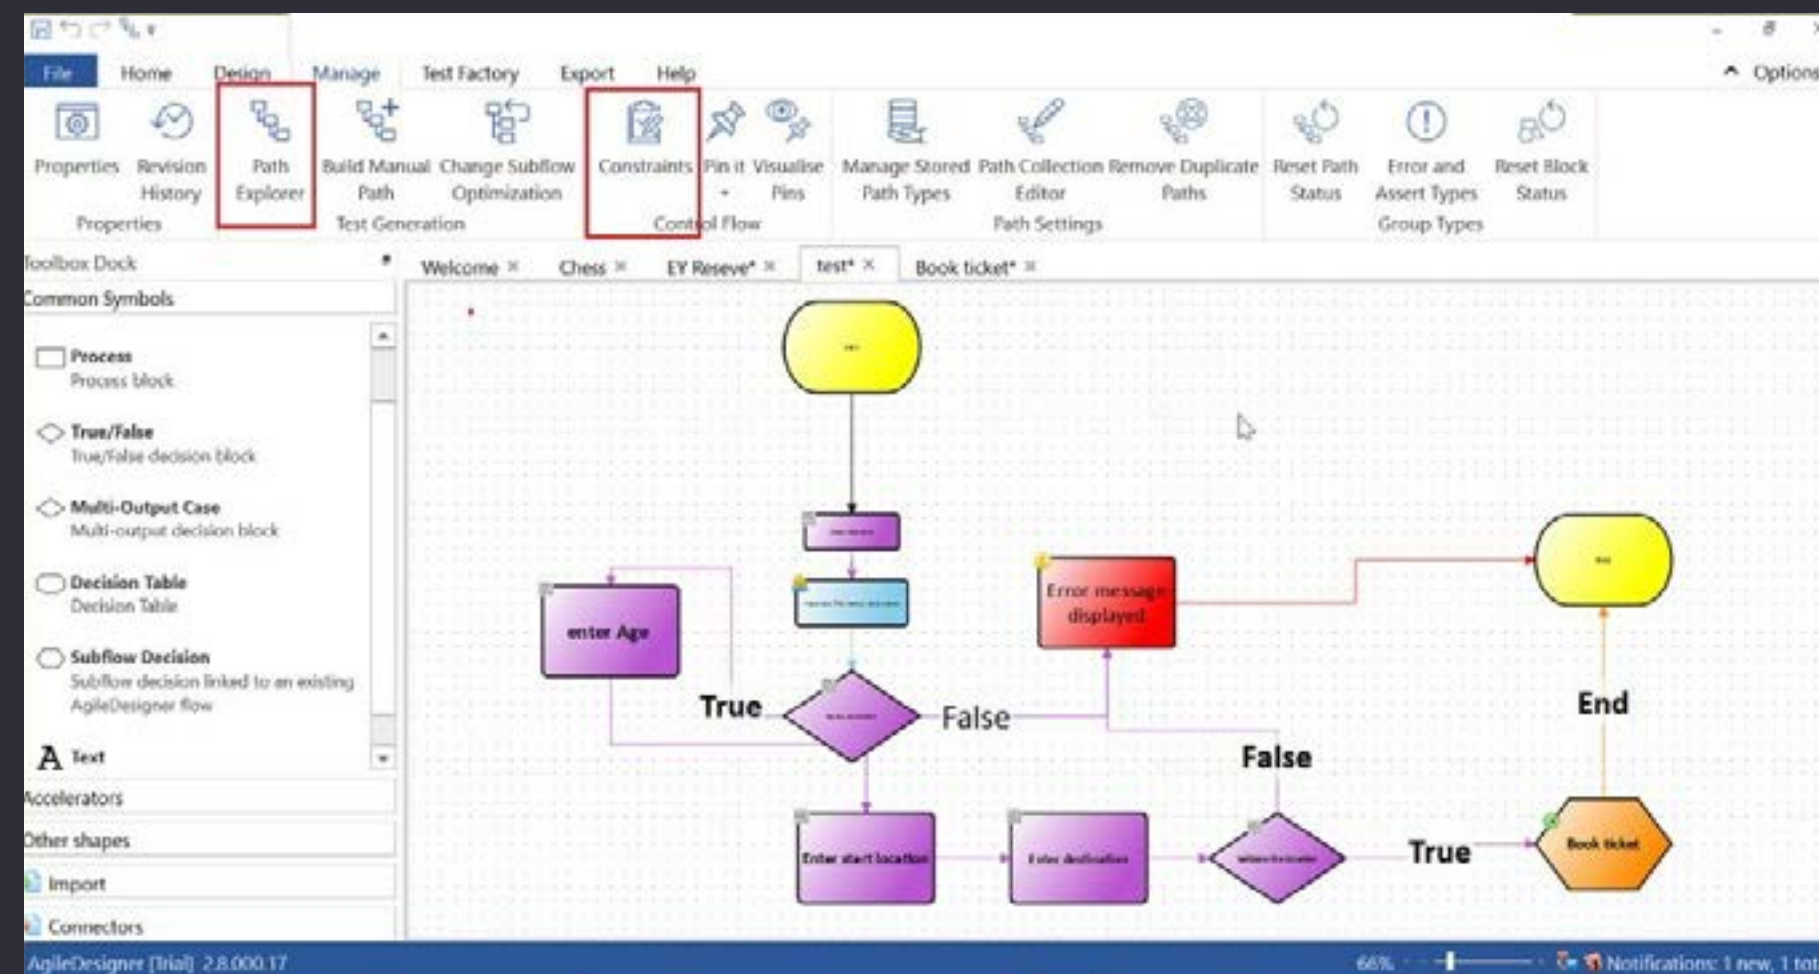 File Home Design Manage Test Factory Export Help
Options
Properties Revision Path Build Manual Change Subflow Constraints Pin it Visualise Manage Stored Path Collection Remove Duplicate Reset Path Error and Reset Block
History Explorer Path Optimization Pins Path Types Editor Paths Status Assert Types Status
Properties Test Generation Control Flow Path Settings Group Types
Toolbox Dock
Welcome Chess EY Reseve* test* Book ticket*
Common Symbols
Process
Process block
True/False
True/False decision block
Multi-Output Case
Multi-output decision block
Decision Table
Decision Table
Subflow Decision
Subflow decision linked to an existing
AgileDesigner flow
A Text
Accelerators
Other shapes
Import
Connectors
Error message
displayed
enter Age
True
False
End
False
Enter start location
Enter destination
True
Book ticket
AgileDesigner [Trial] 2.8.000.17
66%
Notifications: 1 new, 1 tot